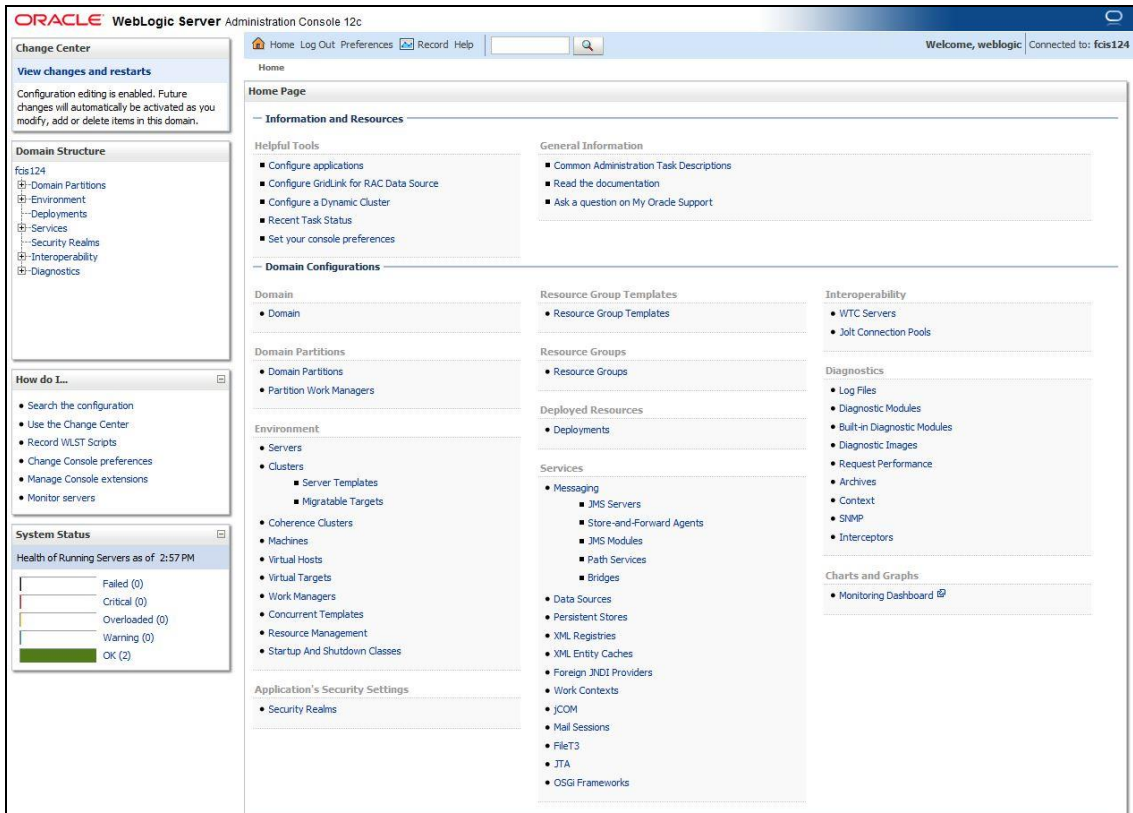 ORACLE WebLogic Server Administration Console 12c
Change Center
View changes and restarts
Configuration editing is enabled. Future
changes will automatically be activated as you
modify, add or delete items in this domain.
Domain Structure
fcis124
Domain Partitions
Environment
Deployments
Services
Security Realms
Interoperability
Diagnostics
How do I...
Search the configuration
Use the Change Center
Record WLST Scripts
Change Console preferences
Manage Console extensions
Monitor servers
System Status
Health of Running Servers as of 2:57 PM
Failed (0)
Critical (0)
Overloaded (0)
Warning (0)
OK (2)
Home Log Out Preferences Record Help
Welcome, weblogic Connected to: fcis124
Home
Home Page
Information and Resources
Helpful Tools
Configure applications
Configure GridLink for RAC Data Source
Configure a Dynamic Cluster
Recent Task Status
Set your console preferences
General Information
Common Administration Task Descriptions
Read the documentation
Ask a question on My Oracle Support
Domain Configurations
Domain
Domain
Domain Partitions
Domain Partitions
Partition Work Managers
Environment
Servers
Clusters
Server Templates
Migratable Targets
Coherence Clusters
Machines
Virtual Hosts
Virtual Targets
Work Managers
Concurrent Templates
Resource Management
Startup And Shutdown Classes
Application's Security Settings
Security Realms
Resource Group Templates
Resource Group Templates
Resource Groups
Resource Groups
Deployed Resources
Deployments
Services
Messaging
JMS Servers
Store-and-Forward Agents
JMS Modules
Path Services
Bridges
Data Sources
Persistent Stores
XML Registries
XML Entity Caches
Foreign JNDI Providers
Work Contexts
jCOM
Mail Sessions
FileT3
JTA
OSGi Frameworks
Interoperability
WTC Servers
Jolt Connection Pools
Diagnostics
Log Files
Diagnostic Modules
Built-in Diagnostic Modules
Diagnostic Images
Request Performance
Archives
Context
SNMP
Interceptors
Charts and Graphs
Monitoring Dashboard